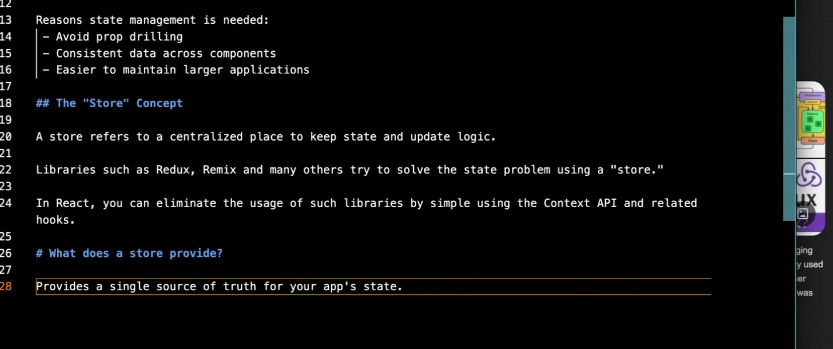 12
13 Reasons state management is needed:
14 - Avoid prop drilling
15 - Consistent data across components
16 - Easier to maintain larger applications
17
18 ## The "Store" Concept
19
20 A store refers to a centralized place to keep state and update logic.
21
22 Libraries such as Redux, Remix and many others try to solve the state problem using a "store."
23
24 In React, you can eliminate the usage of such libraries by simple using the Context API and related
hooks.
25
26 # What does a store provide?
27
28 Provides a single source of truth for your app's state.
ux
ging
y used
ser
was